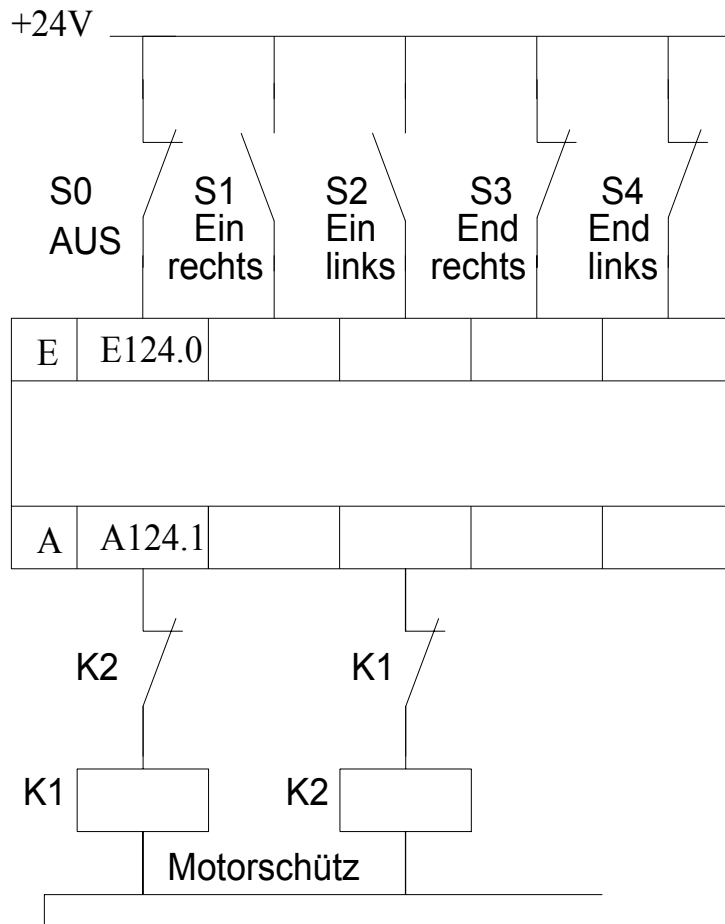 +24V
S0
AUS
S1
Ein
rechts
S2
Ein
links
S3
End
rechts
S4
End
links
E E124.0
A A124.1
K2 K1
K1 K2
Motorschütz